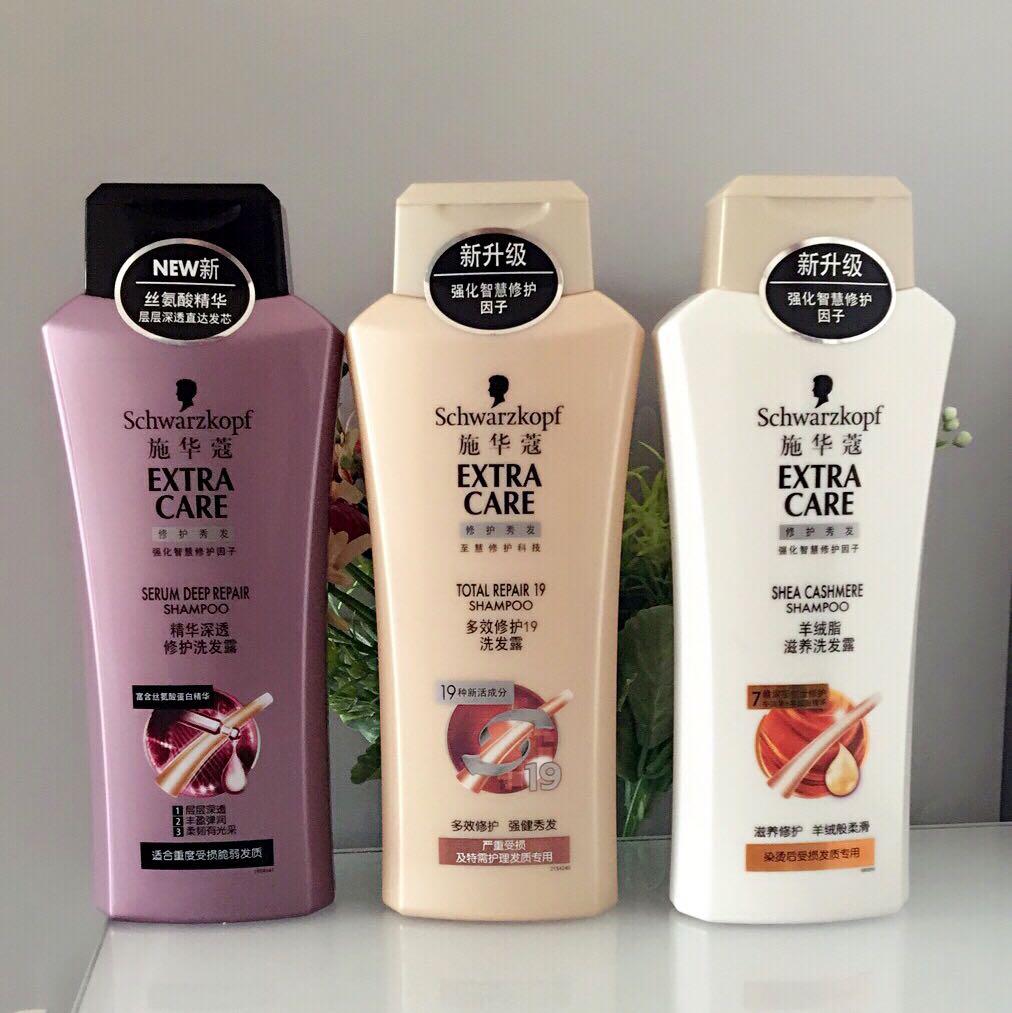 NEW新
丝氨酸精华
层层深透直达发芯
Schwarzkopf
施华蔻
EXTRA
CARE
修护秀发
强化智慧修护因子
SERUM DEEP REPAIR
SHAMPOO
精华深透
修护洗发露
富含丝氨酸蛋白精华
1 层层深透
2 丰盈弹润
3 柔韧有光采
适合重度受损脆弱发质
新升级
强化智慧修护
因子
Schwarzkopf
施华蔻
EXTRA
CARE
修护秀发
至慧修护科技
TOTAL REPAIR 19
SHAMPOO
多效修护19
洗发露
19种新活成分
19
多效修护 强健秀发
严重受损
及特需护理发质专用
新升级
强化智慧修护
因子
Schwarzkopf
施华蔻
EXTRA
CARE
修护秀发
强化智慧修护因子
SHEA CASHMERE
SHAMPOO
羊绒脂
滋养洗发露
7
滋养修护 羊绒般柔滑
染烫后受损发质专用